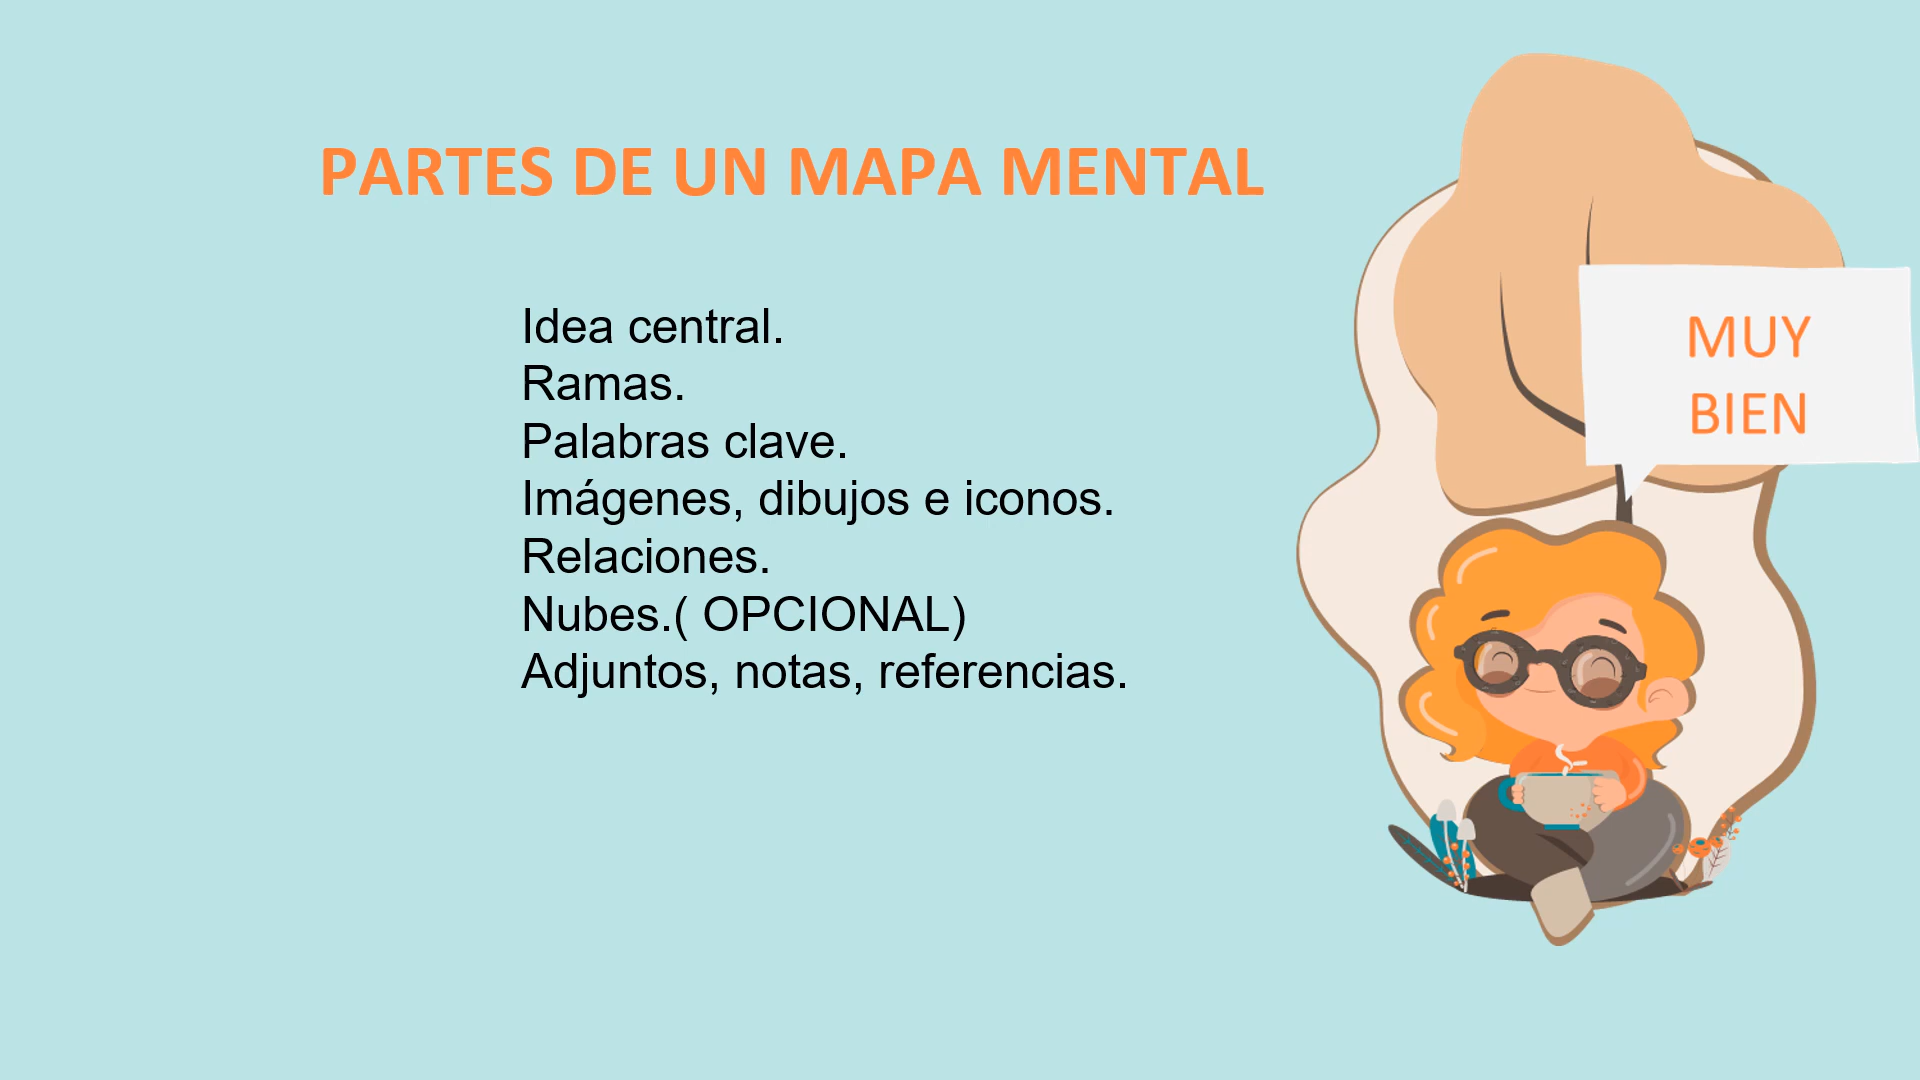 PARTES DE UN MAPA MENTAL
Idea central.
Ramas.
Palabras clave.
Imágenes, dibujos e iconos.
Relaciones.
Nubes.( OPCIONAL)
Adjuntos, notas, referencias.
MUY
BIEN